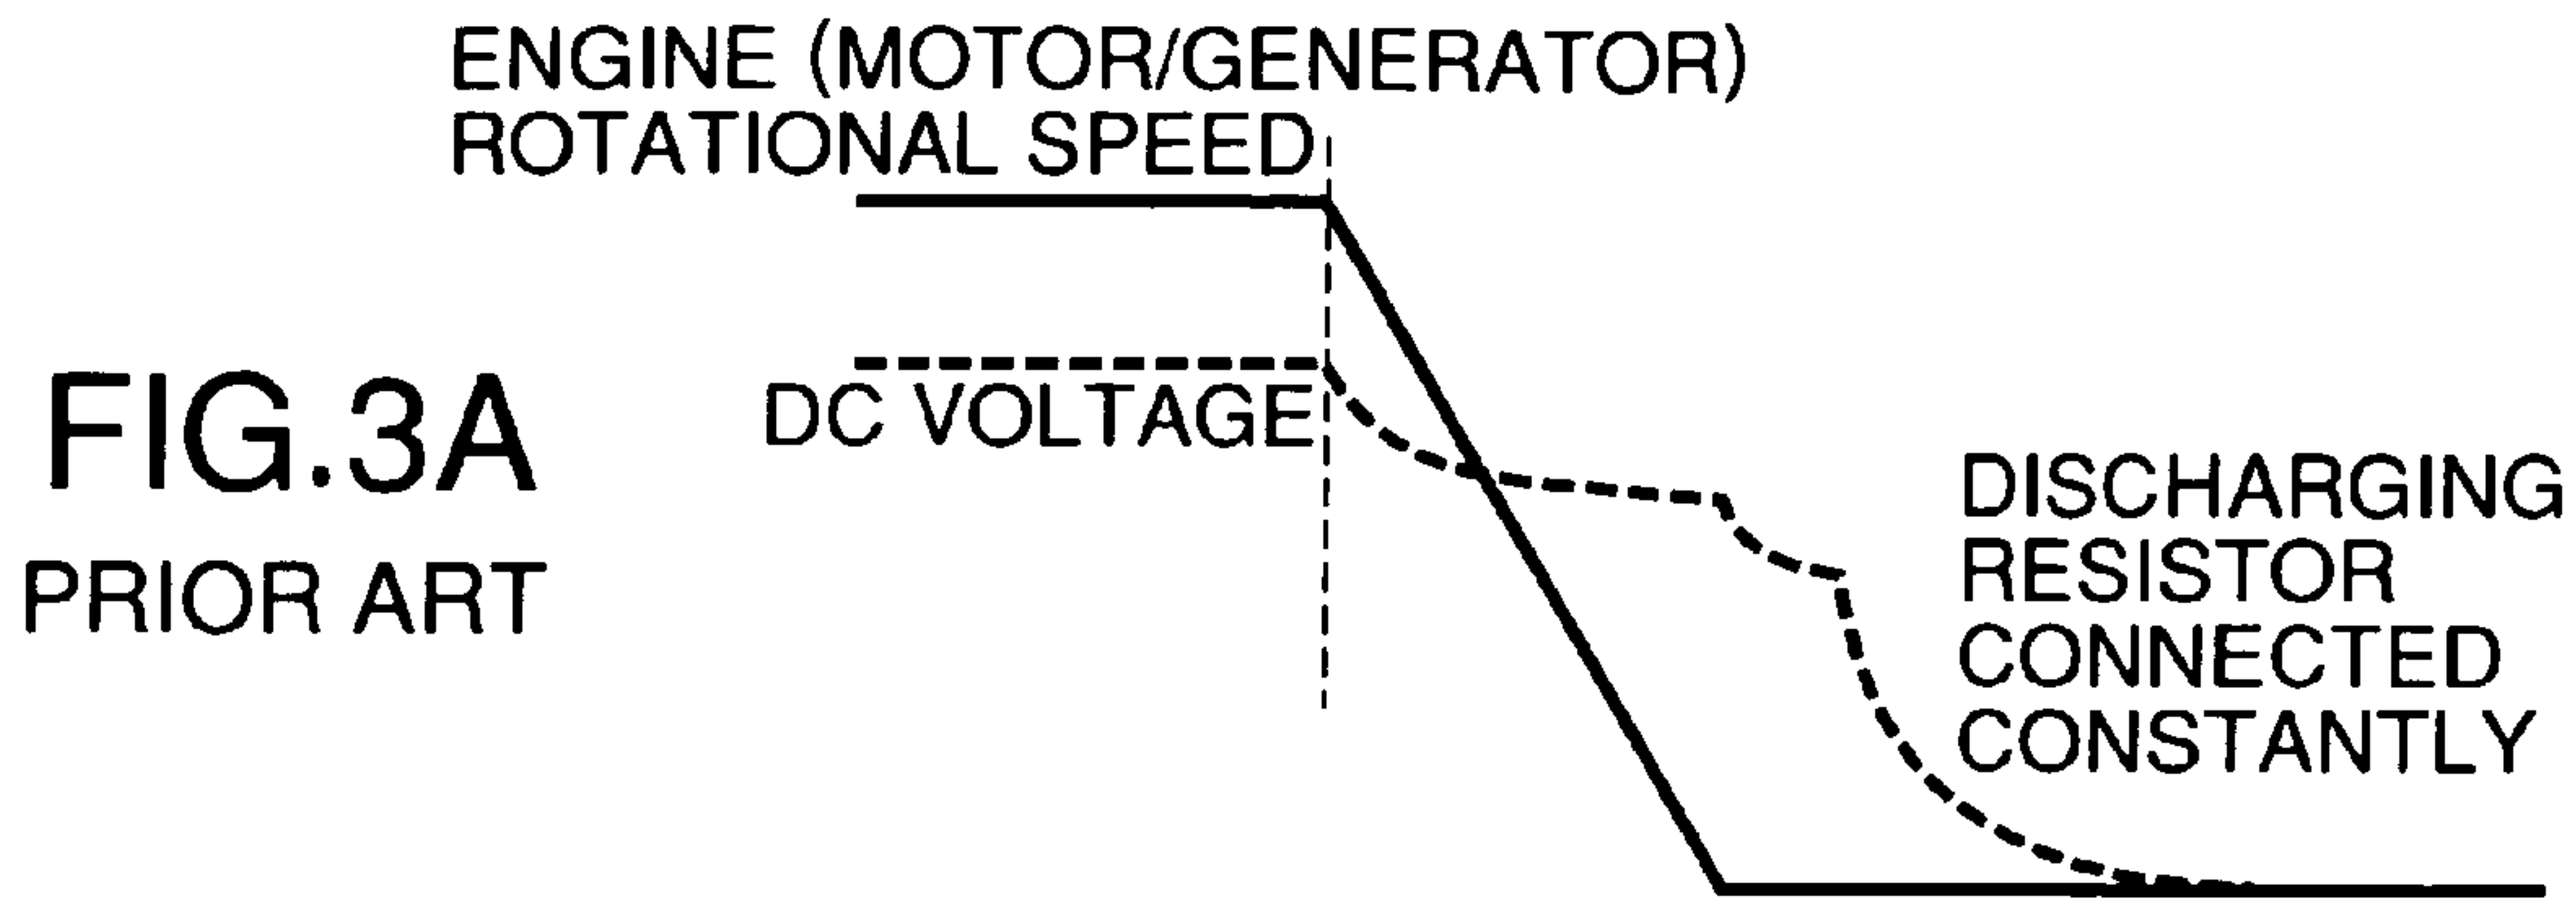 ENGINE (MOTOR/GENERATOR)
ROTATIONAL SPEED
DC VOLTAGE
FIG.3A
PRIOR ART
DISCHARGING
RESISTOR
CONNECTED
CONSTANTLY